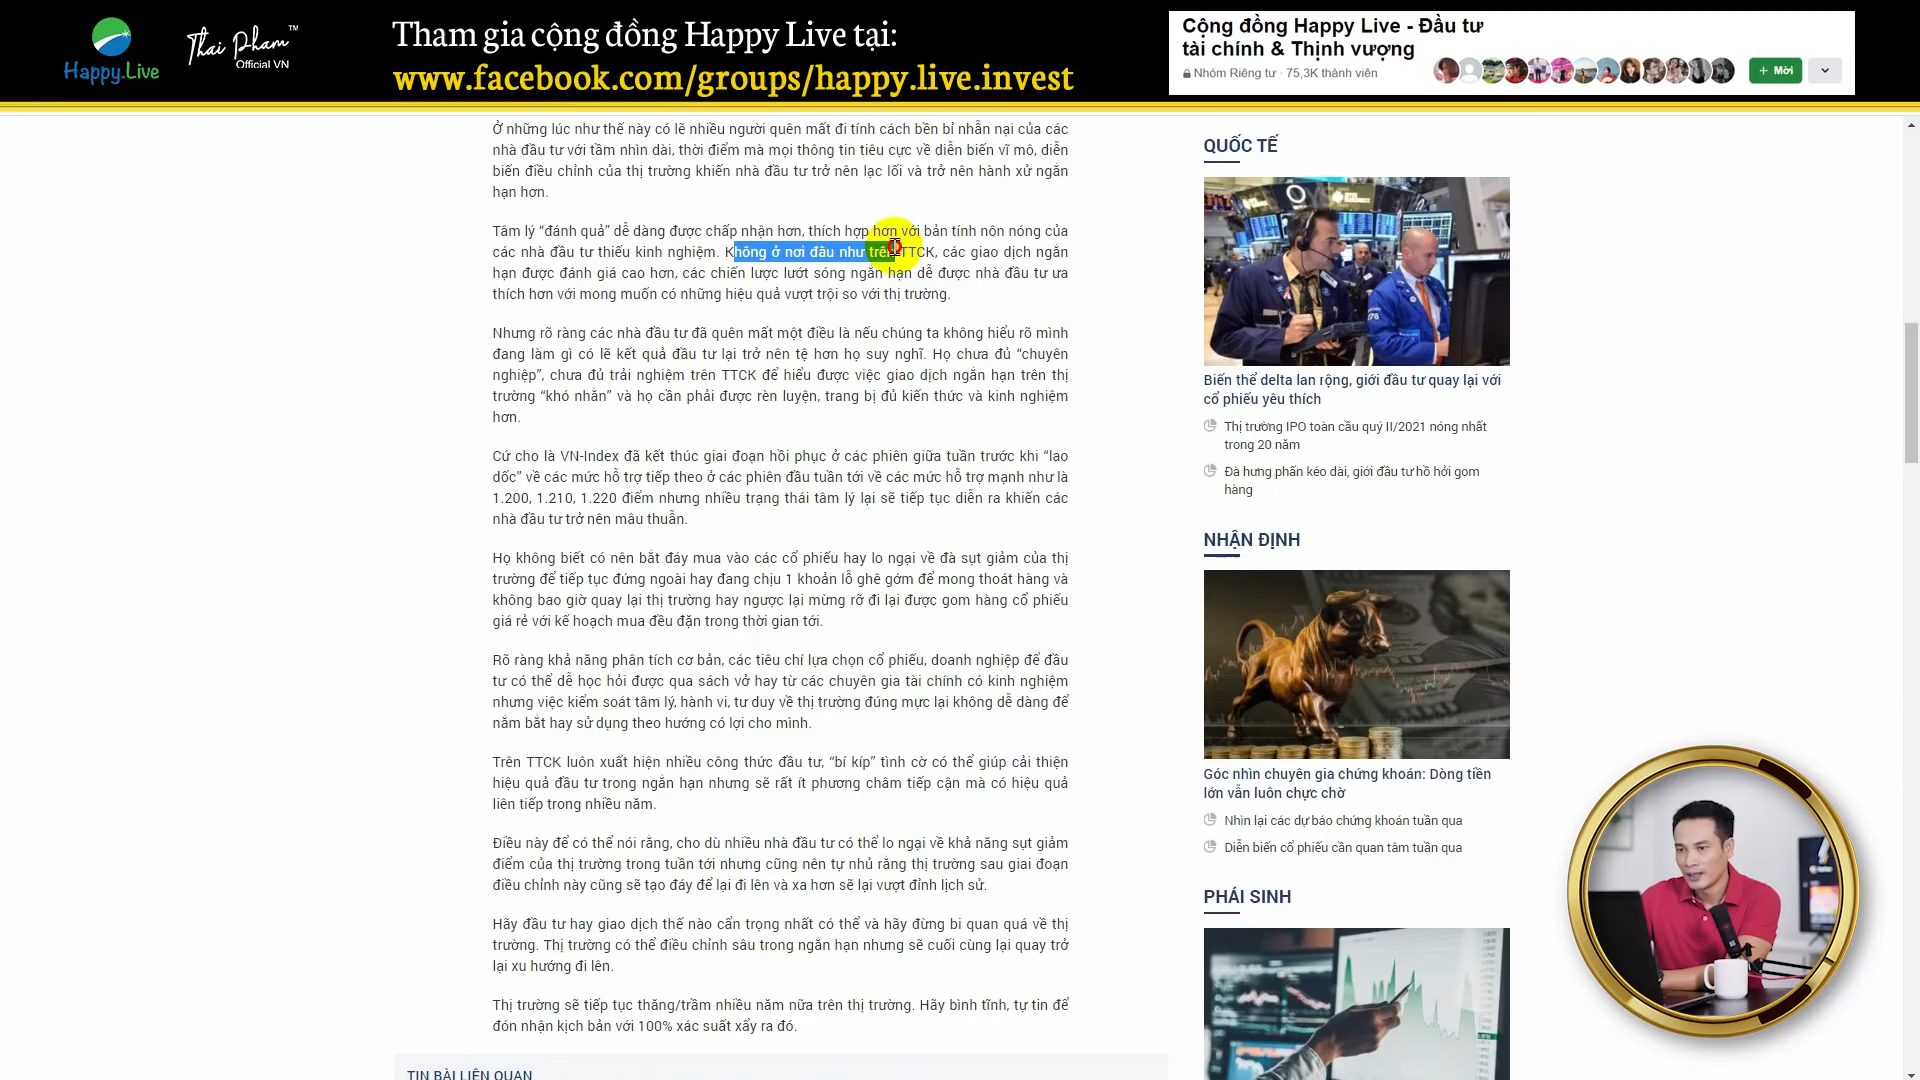 Happy.Live
Thai Pham™
Official VN
Tham gia cộng đồng Happy Live tại:
www.facebook.com/groups/happy.live.invest
Cộng đồng Happy Live - Đầu tư
tài chính & Thịnh vượng
Nhóm Riêng tư · 75,3K thành viên
+ Mời
Ở những lúc như thế này có lẽ nhiều người quên mất đi tính cách bền bỉ nhẫn nại của các
nhà đầu tư với tầm nhìn dài, thời điểm mà mọi thông tin tiêu cực về diễn biến vĩ mô, diễn
biến điều chỉnh của thị trường khiến nhà đầu tư trở nên lạc lối và trở nên hành xử ngắn
hạn hơn.
Tâm lý “đánh quả” dễ dàng được chấp nhận hơn, thích hợp hơn với bản tính nôn nóng của
các nhà đầu tư thiếu kinh nghiệm. Không ở nơi đâu như trên TTCK, các giao dịch ngắn
hạn được đánh giá cao hơn, các chiến lược lướt sóng ngắn hạn dễ được nhà đầu tư ưa
thích hơn với mong muốn có những hiệu quả vượt trội so với thị trường.
Nhưng rõ ràng các nhà đầu tư đã quên mất một điều là nếu chúng ta không hiểu rõ mình
đang làm gì có lẽ kết quả đầu tư lại trở nên tệ hơn họ suy nghĩ. Họ chưa đủ “chuyên
nghiệp”, chưa đủ trải nghiệm trên TTCK để hiểu được việc giao dịch ngắn hạn trên thị
trường “khó nhằn” và họ cần phải được rèn luyện, trang bị đủ kiến thức và kinh nghiệm
hơn.
Cứ cho là VN-Index đã kết thúc giai đoạn hồi phục ở các phiên giữa tuần trước khi “lao
dốc” về các mức hỗ trợ tiếp theo ở các phiên đầu tuần tới về các mức hỗ trợ mạnh như là
1.200, 1.210, 1.220 điểm nhưng nhiều trạng thái tâm lý lại sẽ tiếp tục diễn ra khiến các
nhà đầu tư trở nên mâu thuẫn.
Họ không biết có nên bắt đáy mua vào các cổ phiếu hay lo ngại về đà sụt giảm của thị
trường để tiếp tục đứng ngoài hay đang chịu 1 khoản lỗ ghê gớm để mong thoát hàng và
không bao giờ quay lại thị trường hay ngược lại mừng rỡ đi lại được gom hàng cổ phiếu
giá rẻ với kế hoạch mua đều đặn trong thời gian tới.
Rõ ràng khả năng phân tích cơ bản, các tiêu chí lựa chọn cổ phiếu, doanh nghiệp để đầu
tư có thể dễ học hỏi được qua sách vở hay từ các chuyên gia tài chính có kinh nghiệm
nhưng việc kiểm soát tâm lý, hành vi, tư duy về thị trường đúng mực lại không dễ dàng để
nắm bắt hay sử dụng theo hướng có lợi cho mình.
Trên TTCK luôn xuất hiện nhiều công thức đầu tư, “bí kíp” tình cờ có thể giúp cải thiện
hiệu quả đầu tư trong ngắn hạn nhưng sẽ rất ít phương châm tiếp cận mà có hiệu quả
liên tiếp trong nhiều năm.
Điều này để có thể nói rằng, cho dù nhiều nhà đầu tư có thể lo ngại về khả năng sụt giảm
điểm của thị trường trong tuần tới nhưng cũng nên tự nhủ rằng thị trường sau giai đoạn
điều chỉnh này cũng sẽ tạo đáy để lại đi lên và xa hơn sẽ lại vượt đỉnh lịch sử.
Hãy đầu tư hay giao dịch thế nào cẩn trọng nhất có thể và hãy đừng bi quan quá về thị
trường. Thị trường có thể điều chỉnh sâu trong ngắn hạn nhưng sẽ cuối cùng lại quay trở
lại xu hướng đi lên.
Thị trường sẽ tiếp tục thăng/trầm nhiều năm nữa trên thị trường. Hãy bình tĩnh, tự tin để
đón nhận kịch bản với 100% xác suất xẩy ra đó.
TIN BÀI LIÊN QUAN
QUỐC TẾ
Biến thể delta lan rộng, giới đầu tư quay lại với
cổ phiếu yêu thích
Thị trường IPO toàn cầu quý II/2021 nóng nhất
trong 20 năm
Đà hưng phấn kéo dài, giới đầu tư hồ hởi gom
hàng
NHẬN ĐỊNH
Góc nhìn chuyên gia chứng khoán: Dòng tiền
lớn vẫn luôn chực chờ
Nhìn lại các dự báo chứng khoán tuần qua
Diễn biến cổ phiếu cần quan tâm tuần qua
PHÁI SINH